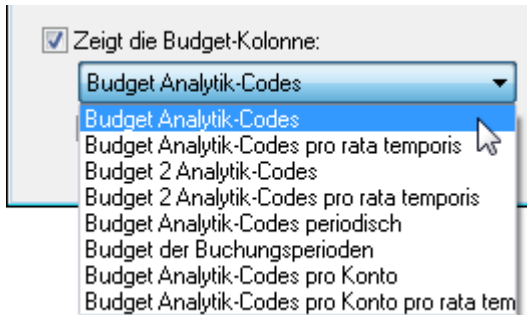 Zeigt die Budget-Kolonne:
Budget Analytik-Codes
Budget Analytik-Codes
Budget Analytik-Codes pro rata temporis
Budget 2 Analytik-Codes
Budget 2 Analytik-Codes pro rata temporis
Budget Analytik-Codes periodisch
Budget der Buchungsperioden
Budget Analytik-Codes pro Konto
Budget Analytik-Codes pro Konto pro rata tem